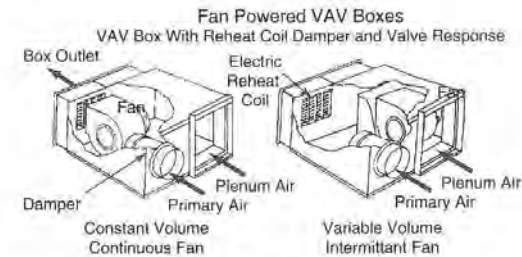 Fan Powered VAV Boxes
VAV Box With Reheat Coil Damper and Valve Response
Box Outlet
Fan
Damper
Primary Air
Plenum Air
Constant Volume
Continuous Fan
Electric
Reheat
Coil
Fan
Plenum Air
Primary Air
Variable Volume
Intermittant Fan